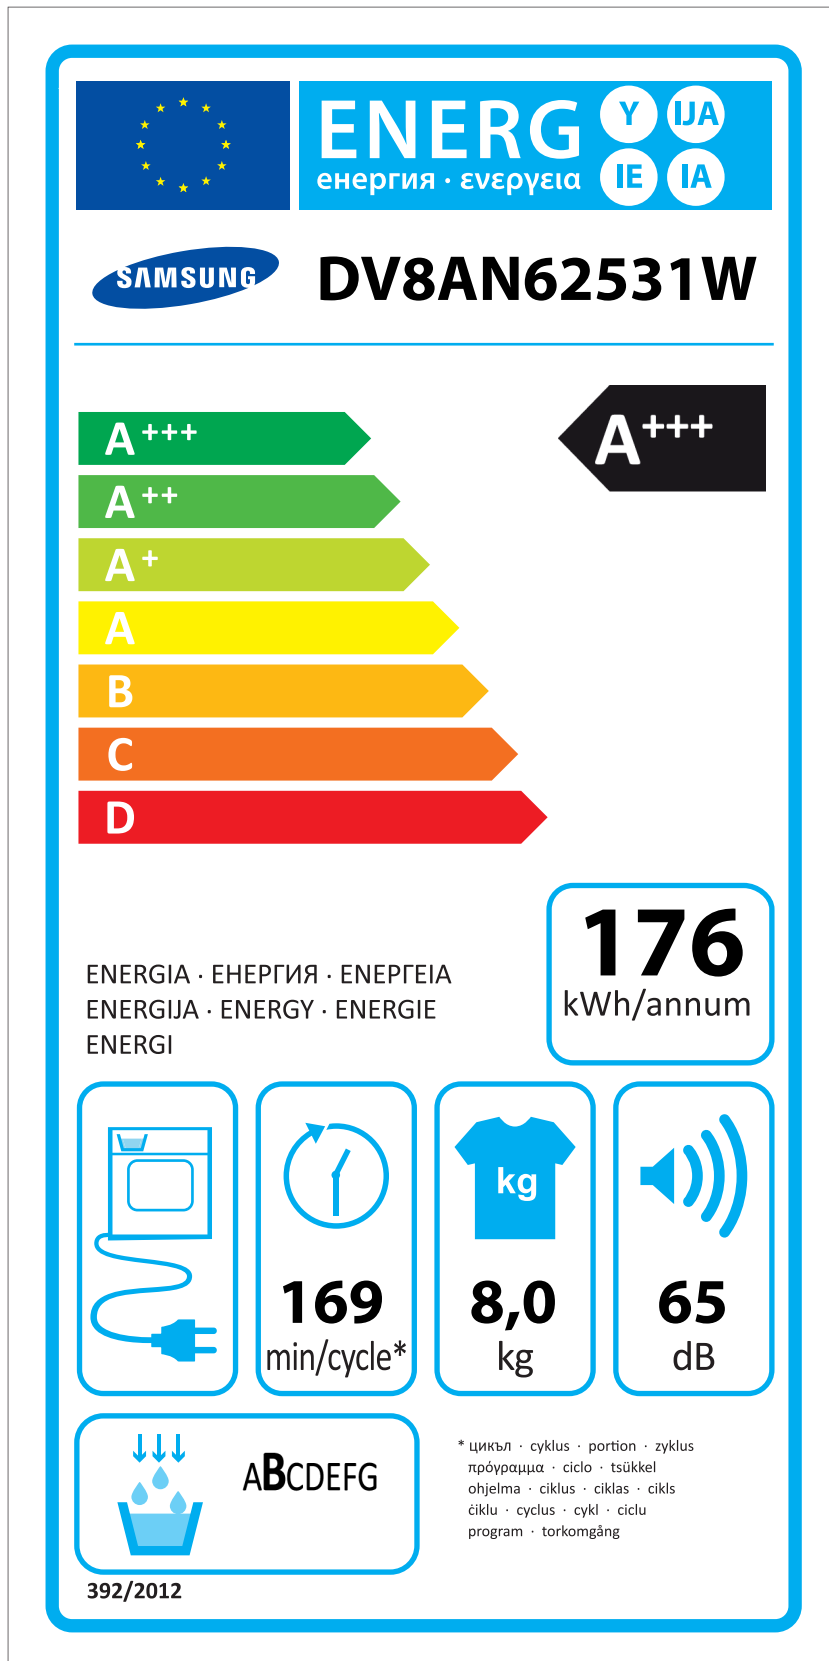 ENERG Y IJA
енергия · ενεργεια IE IA
SAMSUNG DV8AN62531W
A+++ A+++
A++
A+
A
B
C
D
176
kWh/annum
ENERGIA · ЕНЕРГИЯ · ΕΝΕΡΓΕΙΑ
ENERGIJA · ENERGY · ENERGIE
ENERGI
kg
169 8,0 65
min/cycle* kg dB
ABCDEFG
* цикъл · cyklus · portion · zyklus
πρόγραμμα · ciclo · tsükkel
ohjelma · ciklus · ciklas · cikls
ċiklu · cyclus · cykl · ciclu
program · torkomgång
392/2012